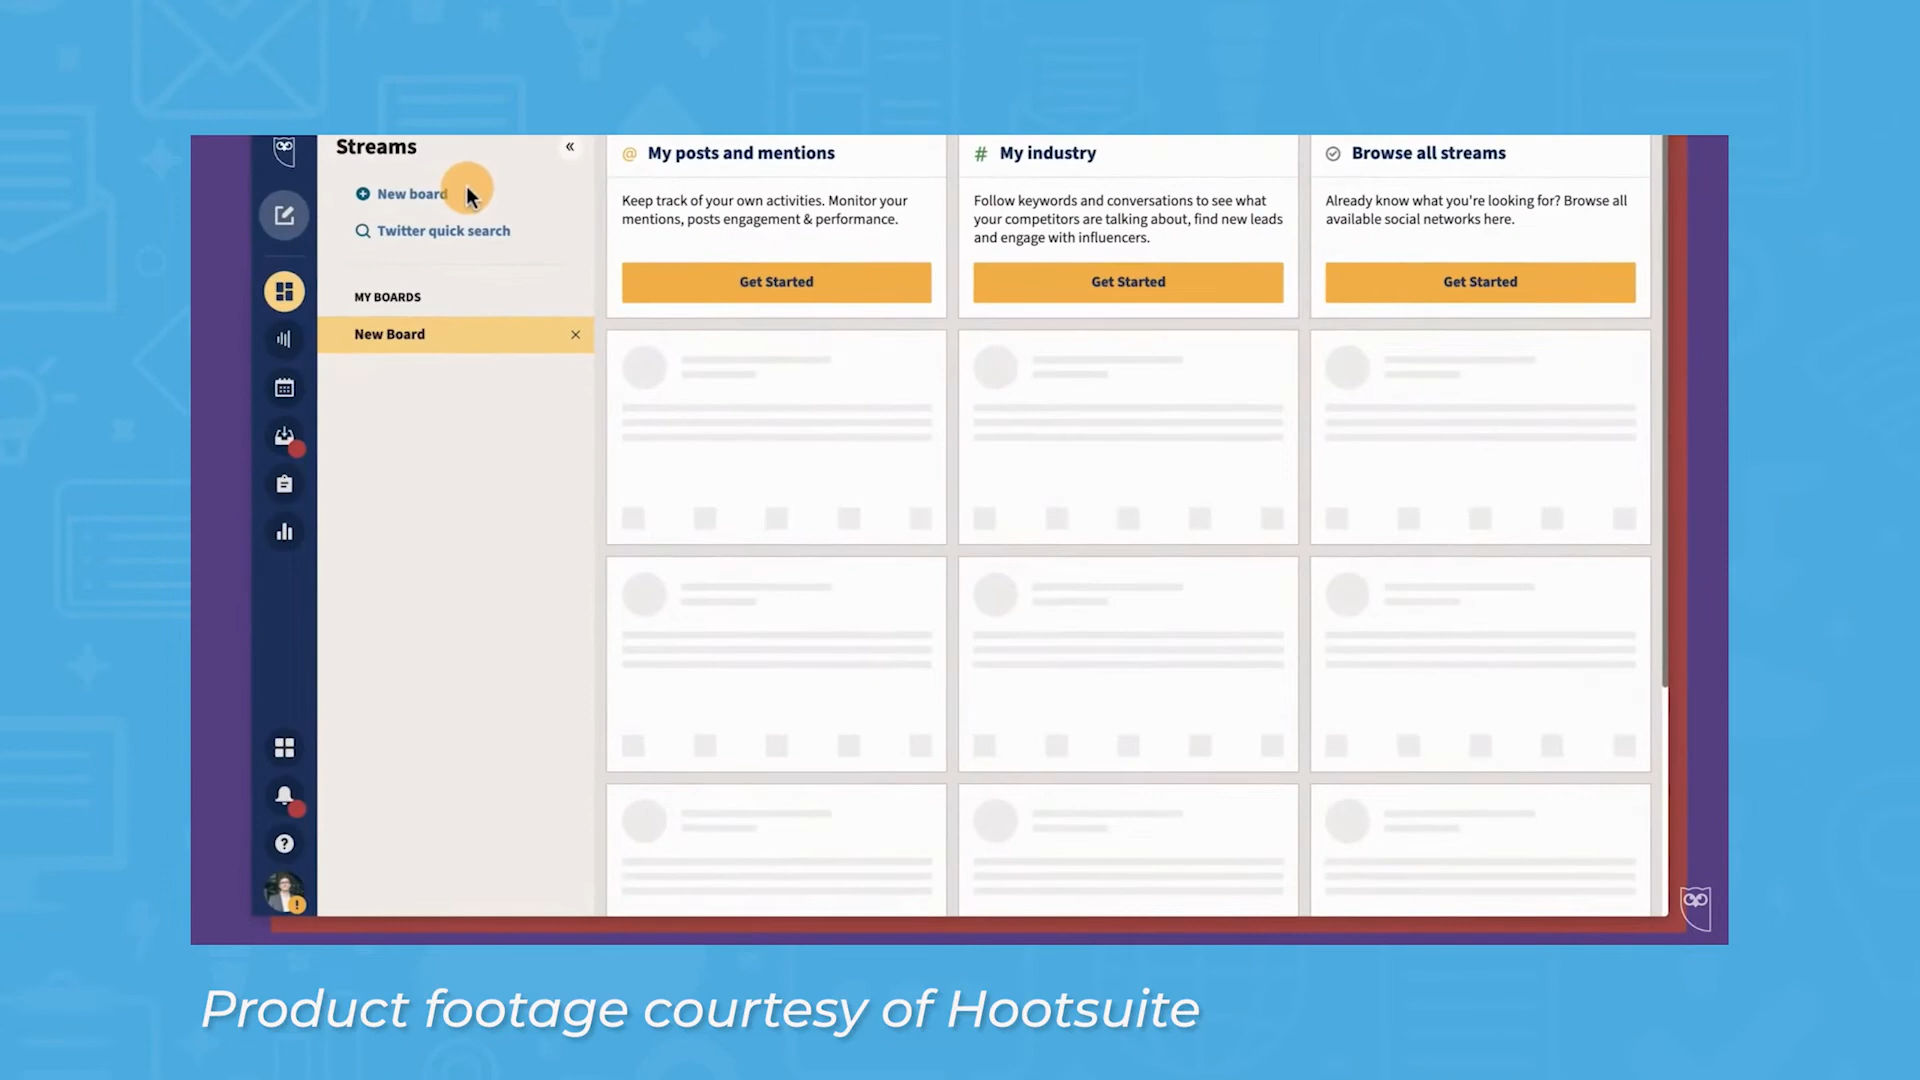 Streams
«
New board
Twitter quick search
MY BOARDS
New Board
@ My posts and mentions
Keep track of your own activities. Monitor your
mentions, posts engagement & performance.
Get Started
# My industry
Follow keywords and conversations to see what
your competitors are talking about, find new leads
and engage with influencers.
Get Started
Browse all streams
Already know what you're looking for? Browse all
available social networks here.
Get Started
Product footage courtesy of Hootsuite